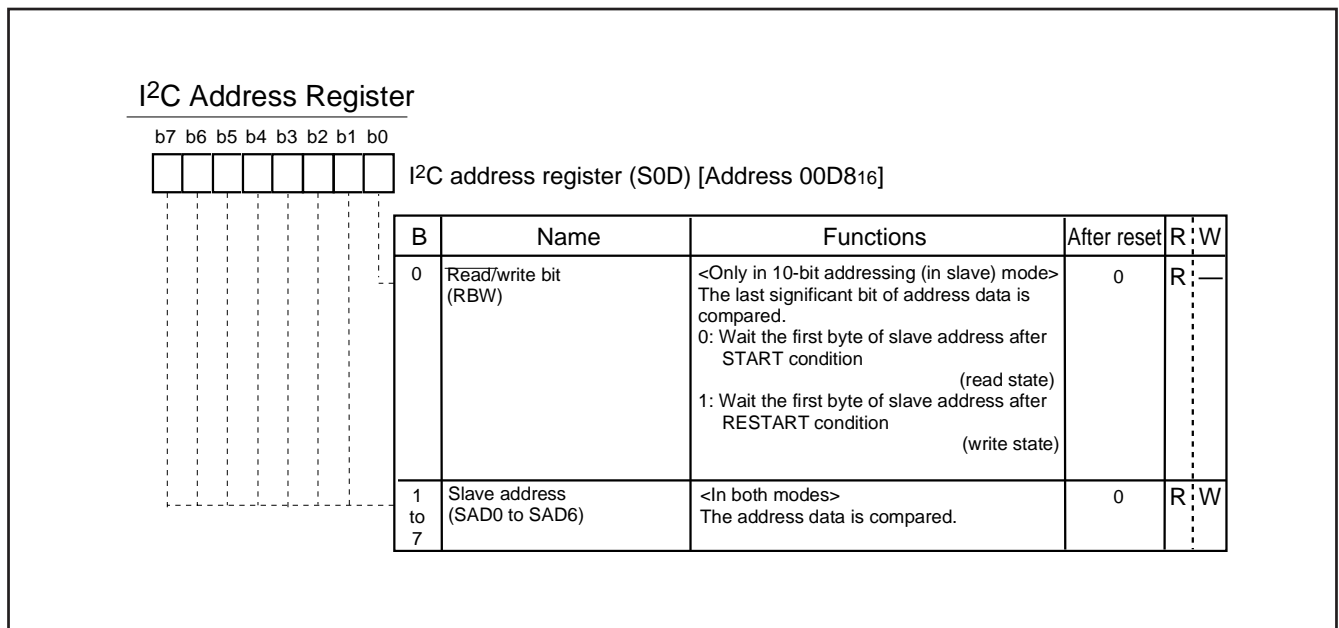 I2C Address Register
b7 b6 b5 b4 b3 b2 b1 b0
I2C address register (S0D) [Address 00D816]
B Name Functions After reset R W
0 Read/write bit <Only in 10-bit addressing (in slave) mode> 0 R —
(RBW) The last significant bit of address data is
compared.
0: Wait the first byte of slave address after
START condition
(read state)
1: Wait the first byte of slave address after
RESTART condition
(write state)
1 Slave address <In both modes> 0 R W
to (SAD0 to SAD6) The address data is compared.
7